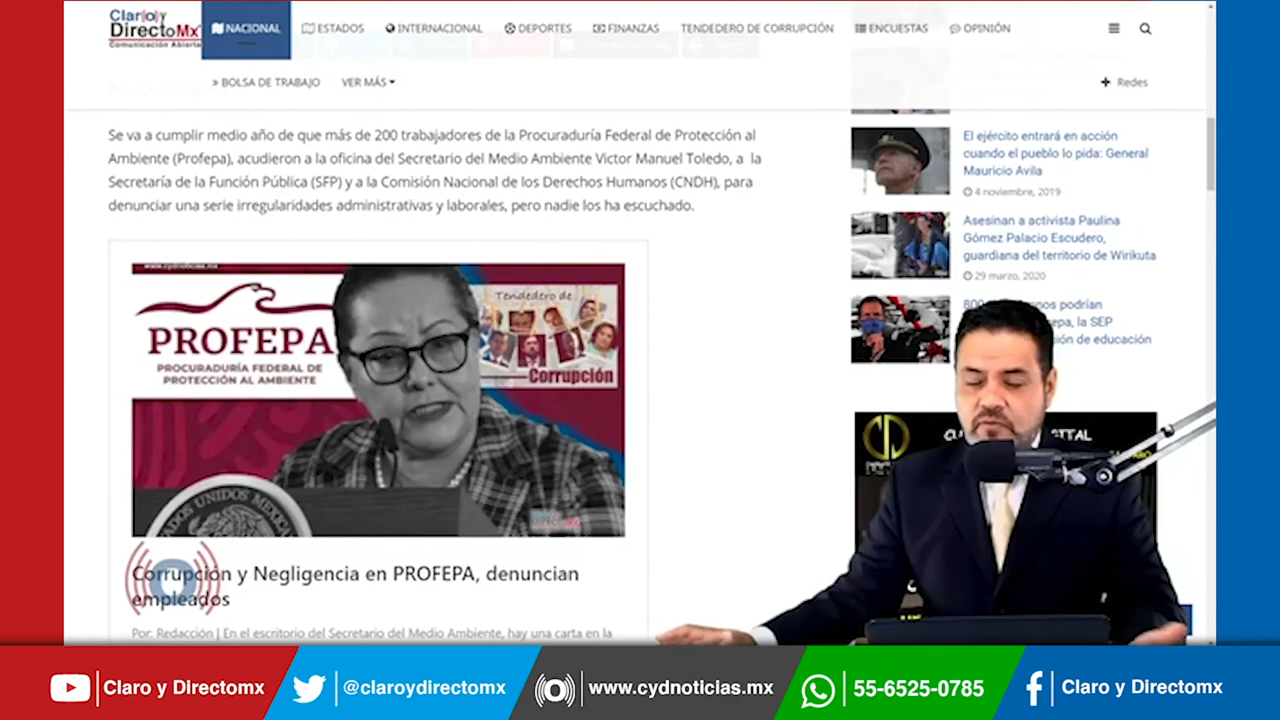 Claro y
DirectoMx
Comunicación Abierta
NACIONAL
ESTADOS
INTERNACIONAL
DEPORTES
FINANZAS
TENDEDERO DE CORRUPCIÓN
ENCUESTAS
OPINIÓN
» BOLSA DE TRABAJO
VER MÁS
+ Redes
Se va a cumplir medio año de que más de 200 trabajadores de la Procuraduría Federal de Protección al
Ambiente (Profepa), acudieron a la oficina del Secretario del Medio Ambiente Victor Manuel Toledo, a la
Secretaría de la Función Pública (SFP) y a la Comisión Nacional de los Derechos Humanos (CNDH), para
denunciar una serie irregularidades administrativas y laborales, pero nadie los ha escuchado.
El ejército entrará en acción
cuando el pueblo lo pida: General
Mauricio Avila
4 noviembre, 2019
Asesinan a activista Paulina
Gómez Palacio Escudero,
guardiana del territorio de Wirikuta
29 marzo, 2020
podrían
la SEP
de educación
www.cydnoticias.mx
PROFEPA
PROCURADURÍA FEDERAL DE
PROTECCIÓN AL AMBIENTE
Tendedero de
Corrupción
UNIDOS MEXICA
DirectoMx
Corrupción y Negligencia en PROFEPA, denuncian
empleados
Por: Redacción | En el escritorio del Secretario del Medio Ambiente, hay una carta en la
Claro y Directomx
@claroydirectomx
www.cydnoticias.mx
55-6525-0785
Claro y Directomx